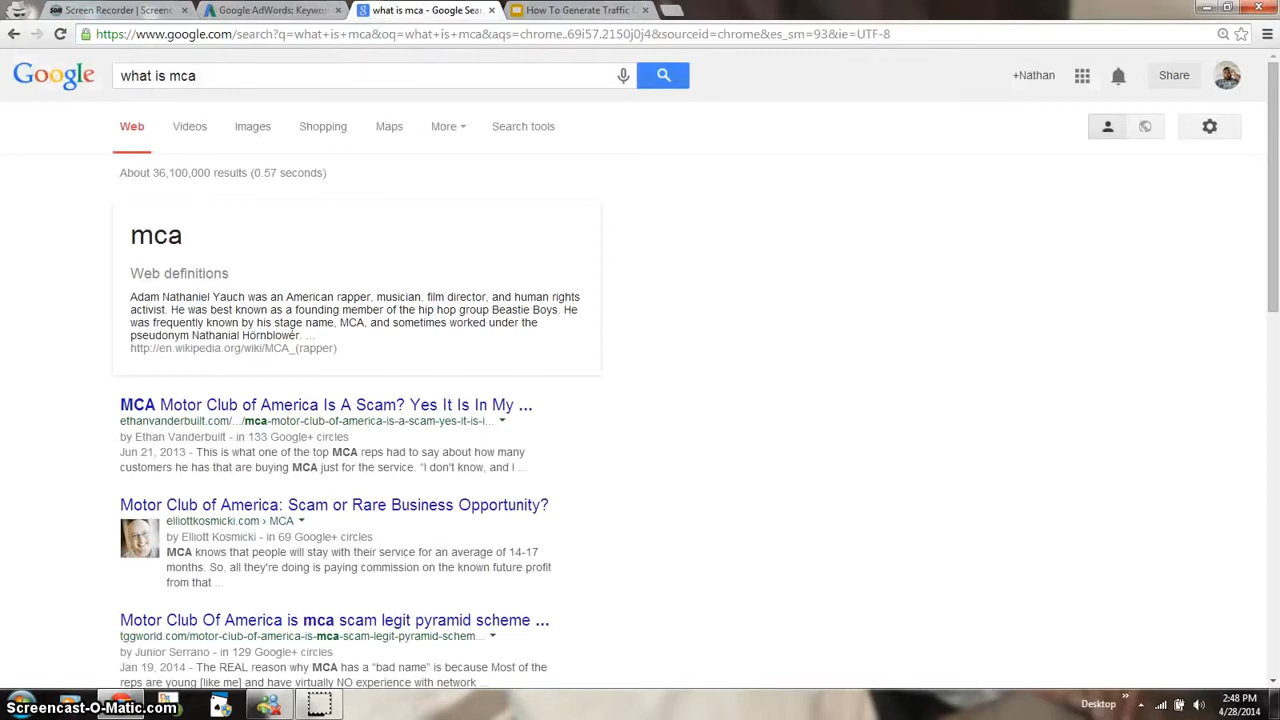 Screen Recorder | Screenc
Google AdWords: Keywo
what is mca - Google Sea
How To Generate Traffic
https://www.google.com/search?q=what+is+mca&oq=what+is+mca&aqs=chrome..69i57.2150j0j4&sourceid=chrome&es_sm=93&ie=UTF-8
Google
what is mca
+Nathan
Share
Web
Videos
Images
Shopping
Maps
More
Search tools
About 36,100,000 results (0.57 seconds)
mca
Web definitions
Adam Nathaniel Yauch was an American rapper, musician, film director, and human rights
activist. He was best known as a founding member of the hip hop group Beastie Boys. He
was frequently known by his stage name, MCA, and sometimes worked under the
pseudonym Nathanial Hörnblowér. ...
http://en.wikipedia.org/wiki/MCA_(rapper)
MCA Motor Club of America Is A Scam? Yes It Is In My ...
ethanvanderbuilt.com/.../mca-motor-club-of-america-is-a-scam-yes-it-is-i...
by Ethan Vanderbuilt - in 133 Google+ circles
Jun 21, 2013 - This is what one of the top MCA reps had to say about how many
customers he has that are buying MCA just for the service. "I don't know, and I ...
Motor Club of America: Scam or Rare Business Opportunity?
elliottkosmicki.com › MCA
by Elliott Kosmicki - in 69 Google+ circles
MCA knows that people will stay with their service for an average of 14-17
months. So, all they're doing is paying commission on the known future profit
from that ...
Motor Club Of America is mca scam legit pyramid scheme ...
tggworld.com/motor-club-of-america-is-mca-scam-legit-pyramid-schem...
by Junior Serrano - in 129 Google+ circles
Jan 19, 2014 - The REAL reason why MCA has a "bad name" is because Most of the
reps are young [like me] and have virtually NO experience with network ...
Screencast-O-Matic.com
Desktop
2:48 PM
4/28/2014